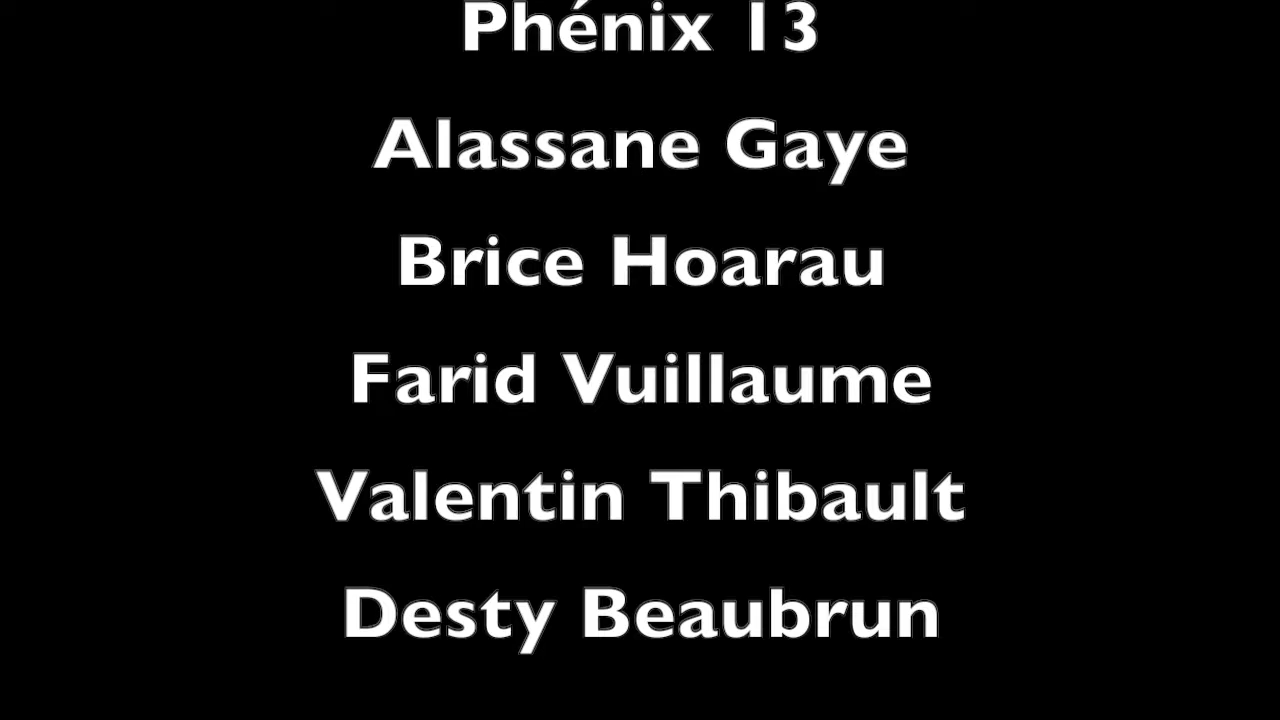 Phénix 13
Alassane Gaye
Brice Hoarau
Farid Vuillaume
Valentin Thibault
Desty Beaubrun